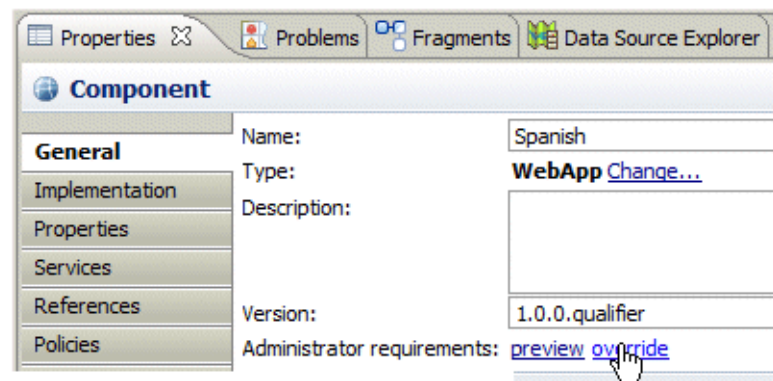 Properties Problems Fragments Data Source Explorer
Component
General
Implementation
Properties
Services
References
Policies
Name: Spanish
Type: WebApp Change...
Description:
Version: 1.0.0.qualifier
Administrator requirements: preview override